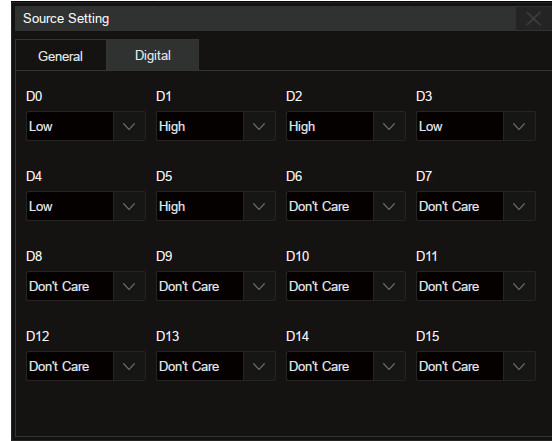 Source Setting
General Digital
D0 D1 D2 D3
Low High High Low
D4 D5 D6 D7
Low High Don't Care Don't Care
D8 D9 D10 D11
Don't Care Don't Care Don't Care Don't Care
D12 D13 D14 D15
Don't Care Don't Care Don't Care Don't Care